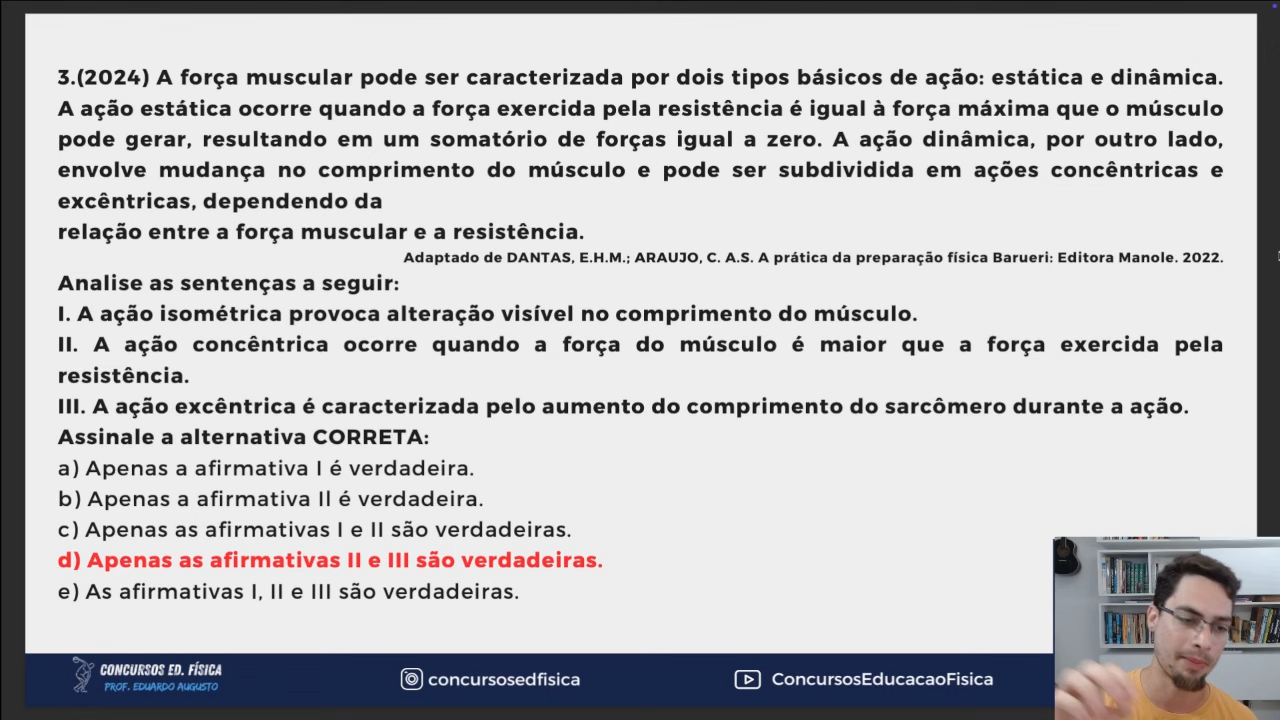 3.(2024) A força muscular pode ser caracterizada por dois tipos básicos de ação: estática e dinâmica.
A ação estática ocorre quando a força exercida pela resistência é igual à força máxima que o músculo
pode gerar, resultando em um somatório de forças igual a zero. A ação dinâmica, por outro lado,
envolve mudança no comprimento do músculo e pode ser subdividida em ações concêntricas e
excêntricas, dependendo da
relação entre a força muscular e a resistência.
Adaptado de DANTAS, E.H.M.; ARAUJO, C. A.S. A prática da preparação física Barueri: Editora Manole. 2022.
Analise as sentenças a seguir:
I. A ação isométrica provoca alteração visível no comprimento do músculo.
II. A ação concêntrica ocorre quando a força do músculo é maior que a força exercida pela
resistência.
III. A ação excêntrica é caracterizada pelo aumento do comprimento do sarcômero durante a ação.
Assinale a alternativa CORRETA:
a) Apenas a afirmativa I é verdadeira.
b) Apenas a afirmativa II é verdadeira.
c) Apenas as afirmativas I e II são verdadeiras.
d) Apenas as afirmativas II e III são verdadeiras.
e) As afirmativas I, II e III são verdadeiras.
CONCURSOS ED. FÍSICA
PROF. EDUARDO AUGUSTO
concursosedfisica
ConcursosEducacaoFisica